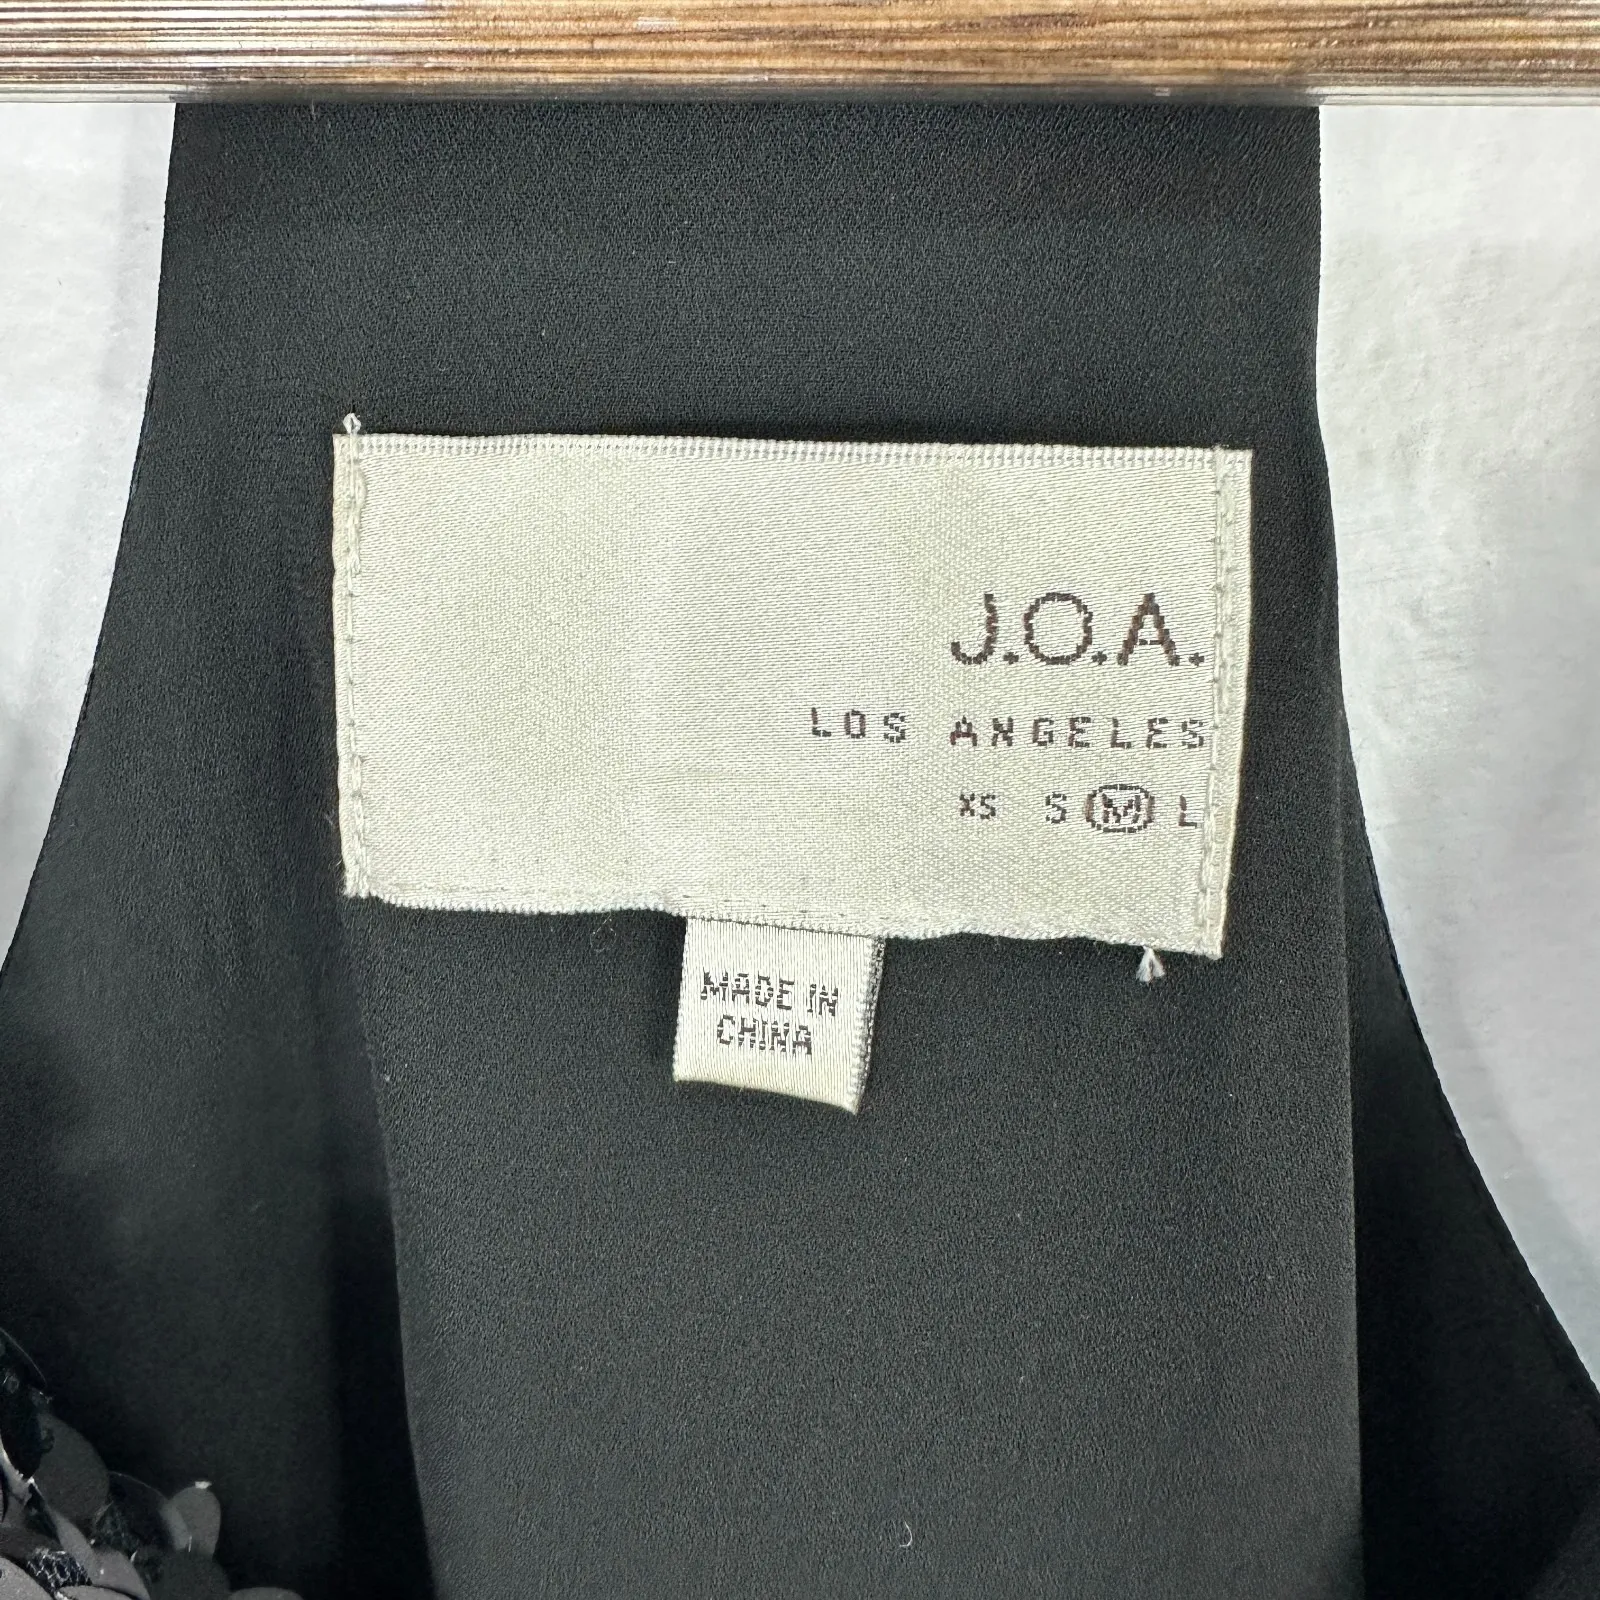 J.O.A.
LOS ANGELES
XS S M L
MADE IN
CHINA